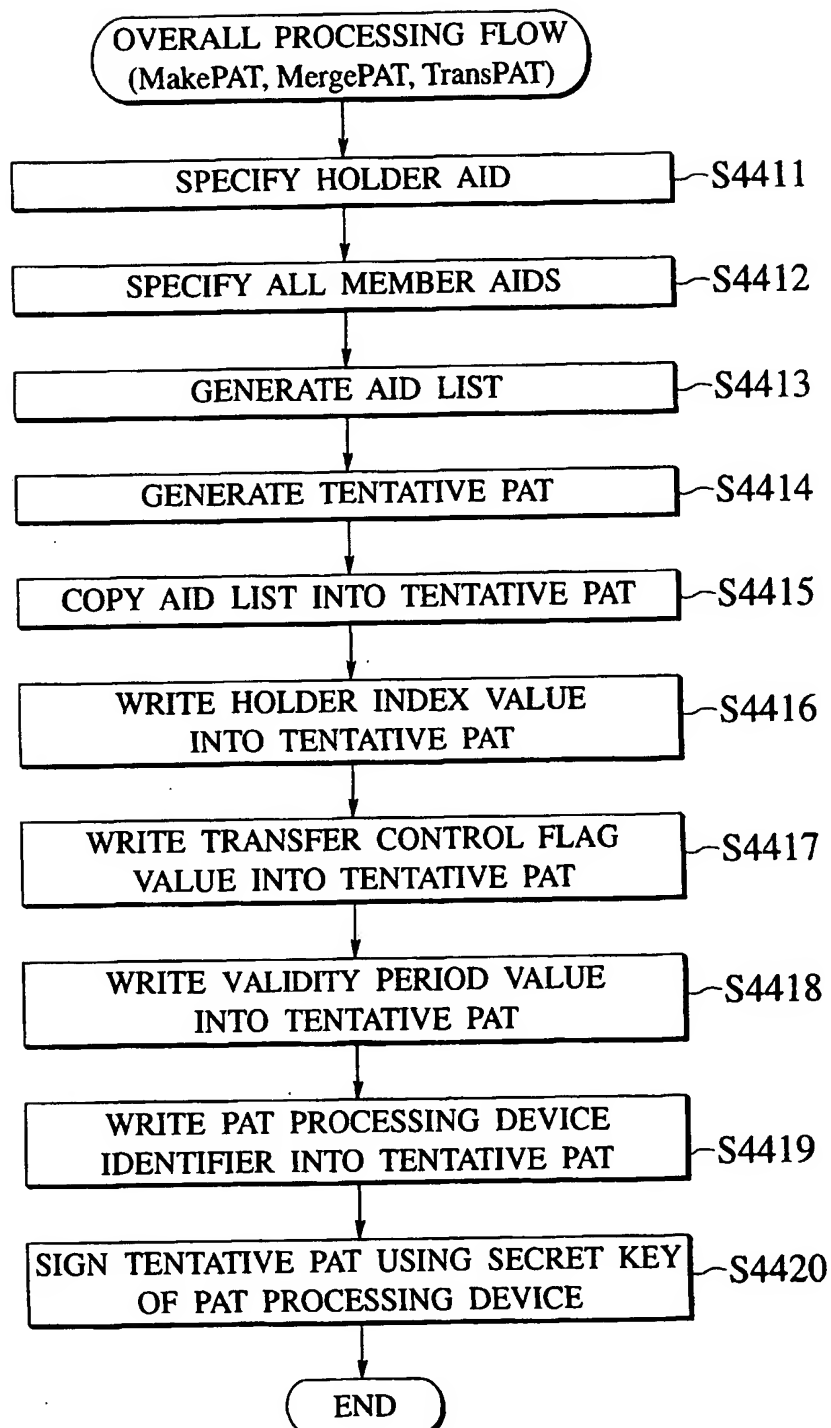 OVERALL PROCESSING FLOW
(MakePAT, MergePAT, TransPAT)
SPECIFY HOLDER AID
S4411
SPECIFY ALL MEMBER AIDS
S4412
GENERATE AID LIST
S4413
GENERATE TENTATIVE PAT
S4414
COPY AID LIST INTO TENTATIVE PAT
S4415
WRITE HOLDER INDEX VALUE
INTO TENTATIVE PAT
S4416
WRITE TRANSFER CONTROL FLAG
VALUE INTO TENTATIVE PAT
S4417
WRITE VALIDITY PERIOD VALUE
INTO TENTATIVE PAT
S4418
WRITE PAT PROCESSING DEVICE
IDENTIFIER INTO TENTATIVE PAT
S4419
SIGN TENTATIVE PAT USING SECRET KEY
OF PAT PROCESSING DEVICE
S4420
END